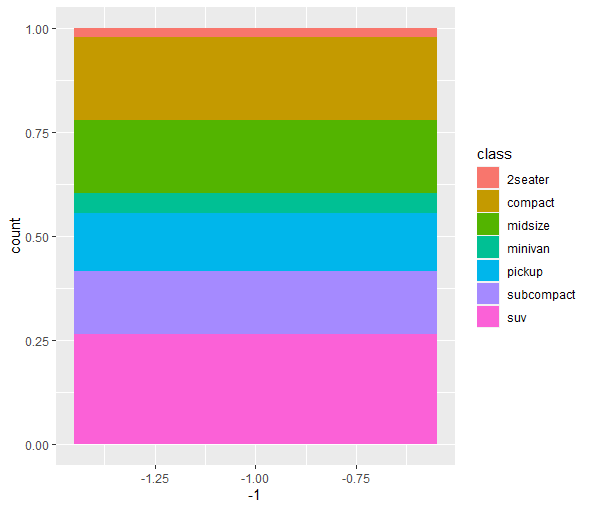 1.00
0.75
0.50
0.25
0.00
count
-1.25
-1.00
-0.75
-1
class
2seater
compact
midsize
minivan
pickup
subcompact
suv